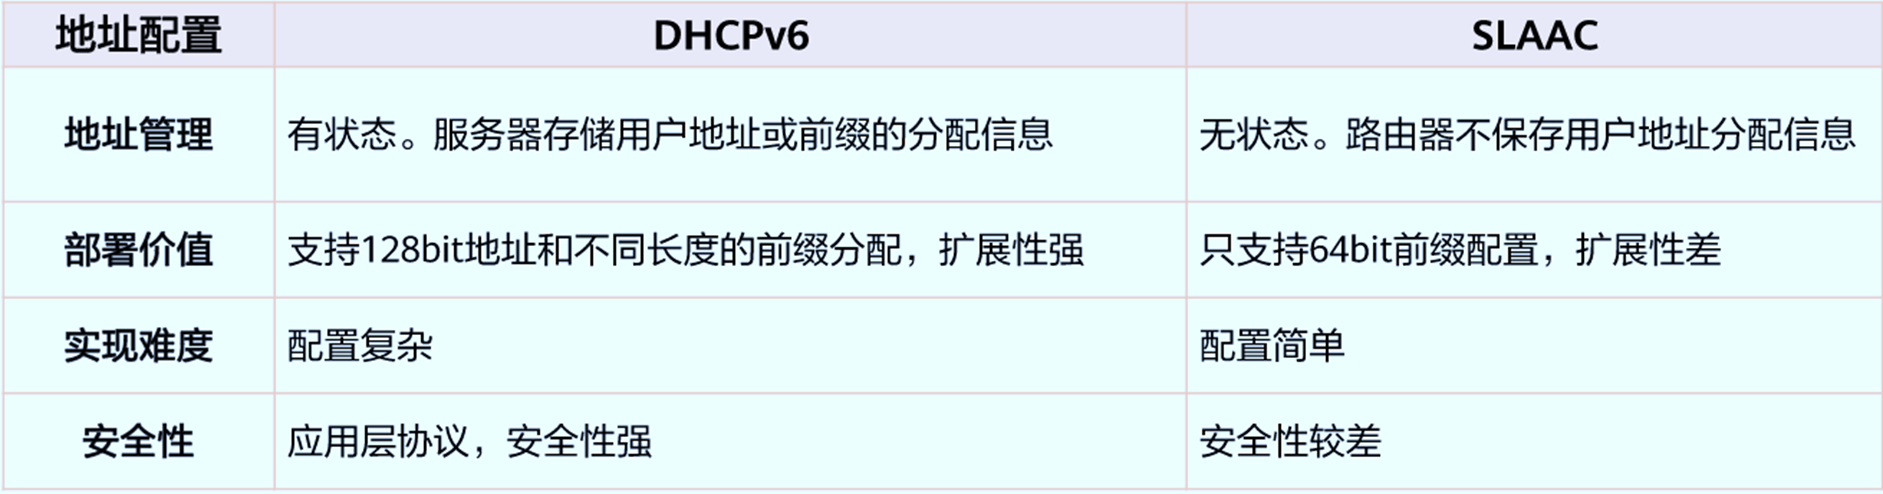 地址配置 DHCPv6 SLAAC
地址管理 有状态。服务器存储用户地址或前缀的分配信息 无状态。路由器不保存用户地址分配信息
部署价值 支持128bit地址和不同长度的前缀分配，扩展性强 只支持64bit前缀配置，扩展性差
实现难度 配置复杂 配置简单
安全性 应用层协议，安全性强 安全性较差